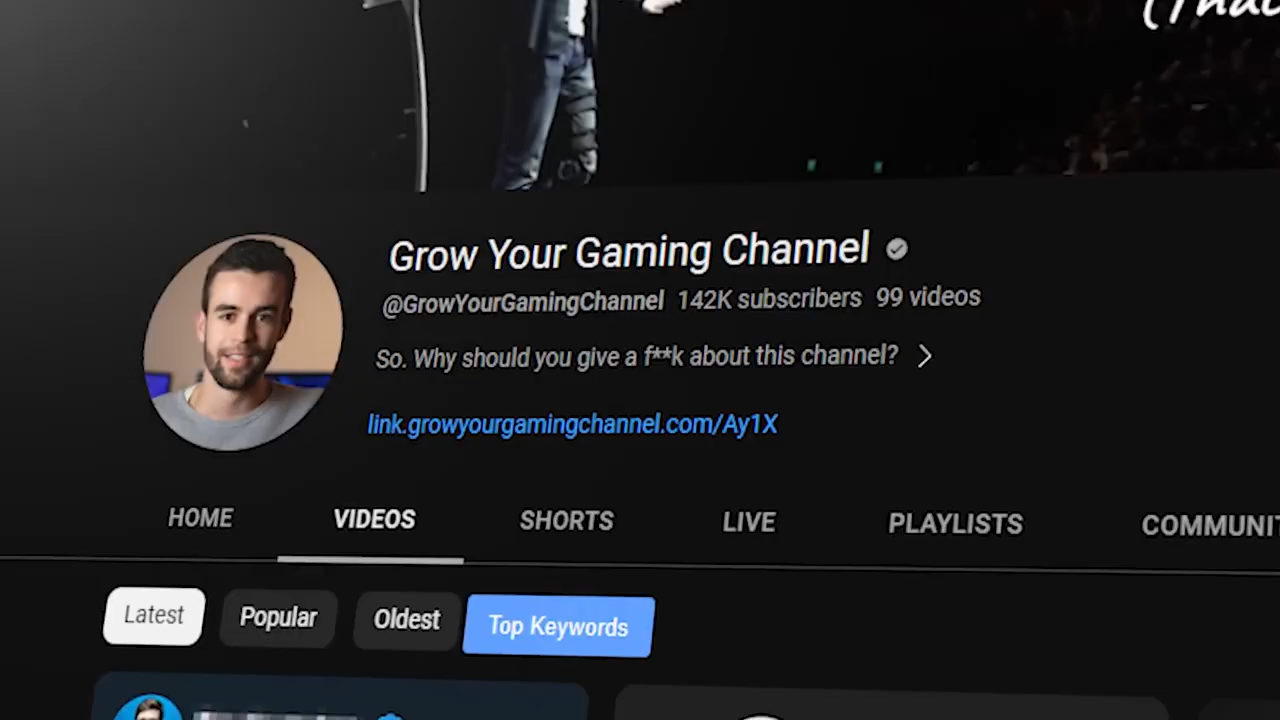 Grow Your Gaming Channel
@GrowYourGamingChannel 142K subscribers 99 videos
So. Why should you give a f**k about this channel?
link.growyourgamingchannel.com/Ay1X
HOME VIDEOS SHORTS LIVE PLAYLISTS
Latest Popular Oldest Top Keywords